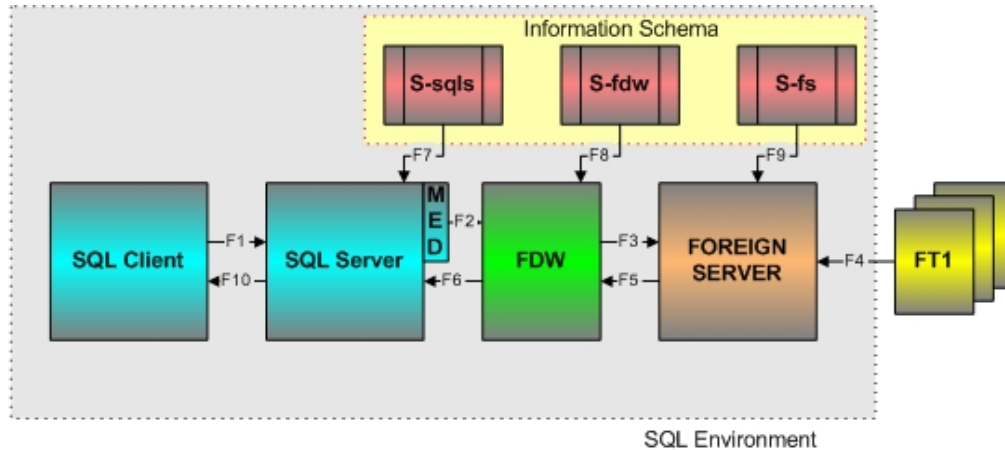 Information Schema
S-sqls
S-fdw
S-fs
F7
F8
F9
SQL Client
F1
F10
SQL Server
MED
F2
F6
FDW
F3
F5
FOREIGN
SERVER
F4
FT1
SQL Environment